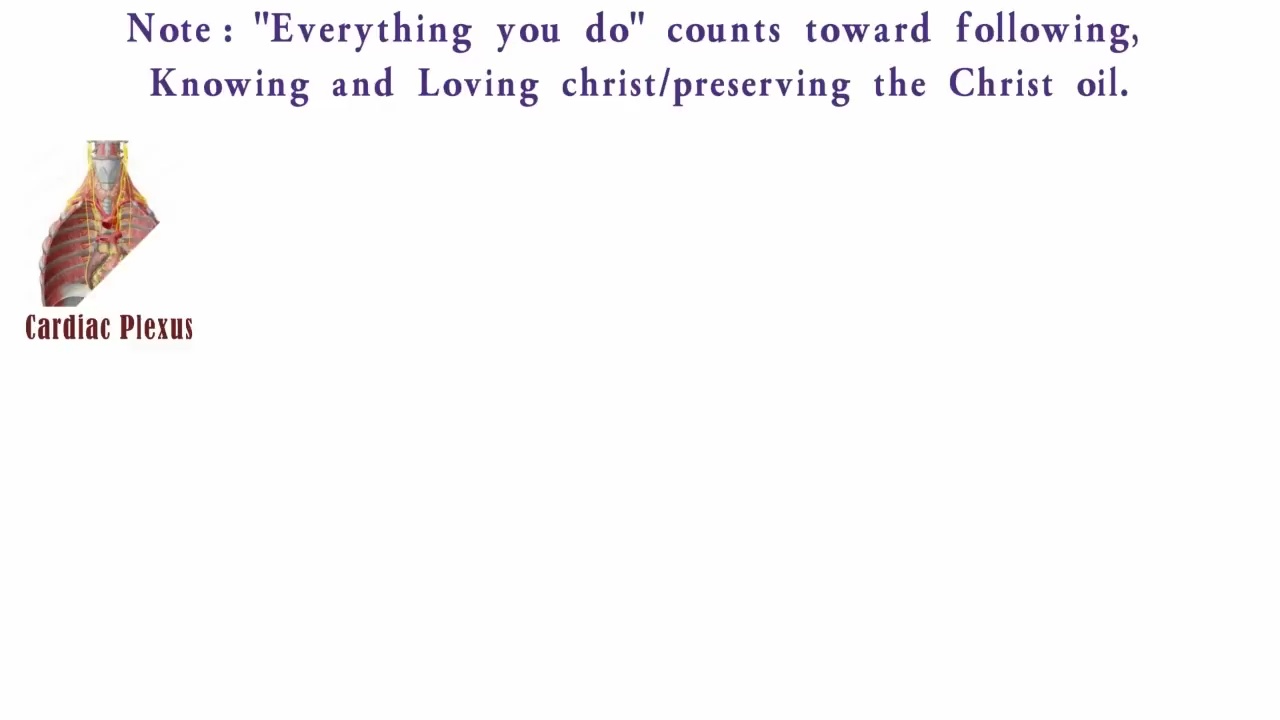 Note : "Everything you do" counts toward following,
Knowing and Loving christ/preserving the Christ oil.
Cardiac Plexus